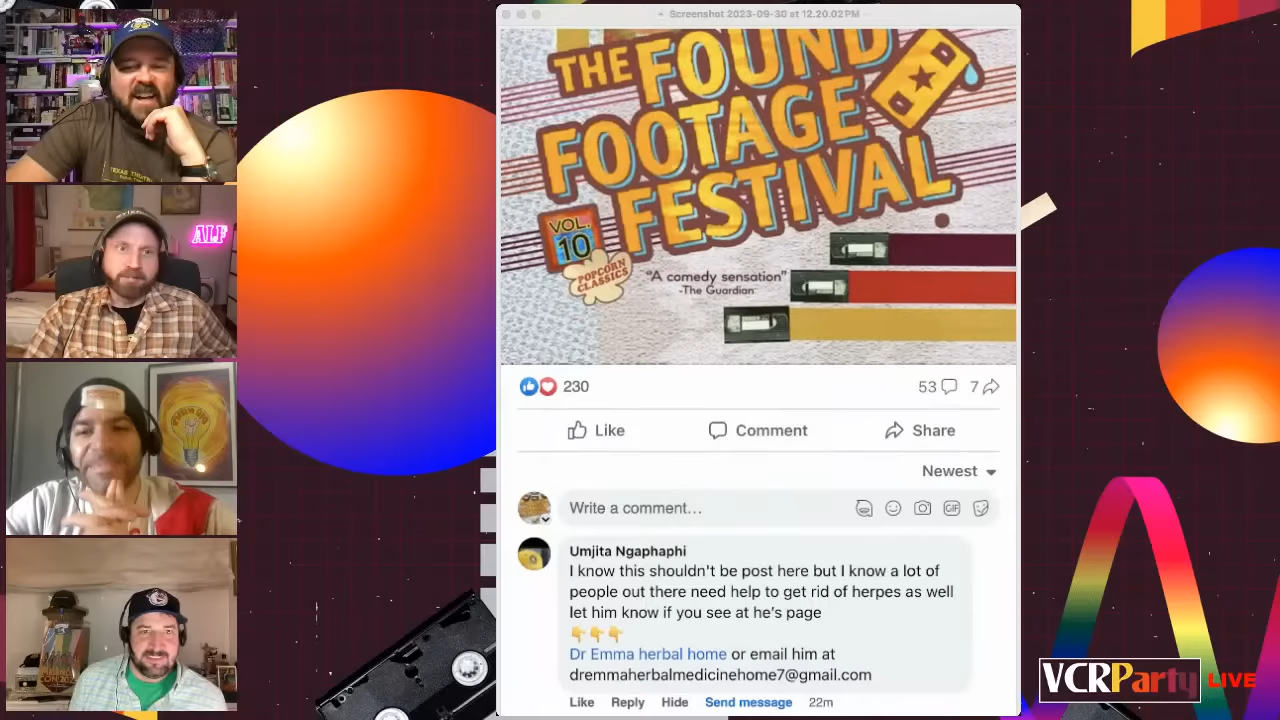 Screenshot 2023-09-30 at 12.20.02 PM
THE FOUND
FOOTAGE
FESTIVAL
VOL.
10
POPCORN
CLASSICS
"A comedy sensation"
-The Guardian
ALF
230
53
7
Like
Comment
Share
Newest
Write a comment...
GIF
Umjita Ngaphaphi
I know this shouldn't be post here but I know a lot of
people out there need help to get rid of herpes as well
let him know if you see at he's page
👇👇👇
Dr Emma herbal home or email him at
dremmaherbalmedicinehome7@gmail.com
Like Reply Hide Send message 22m
VCRParty LIVE